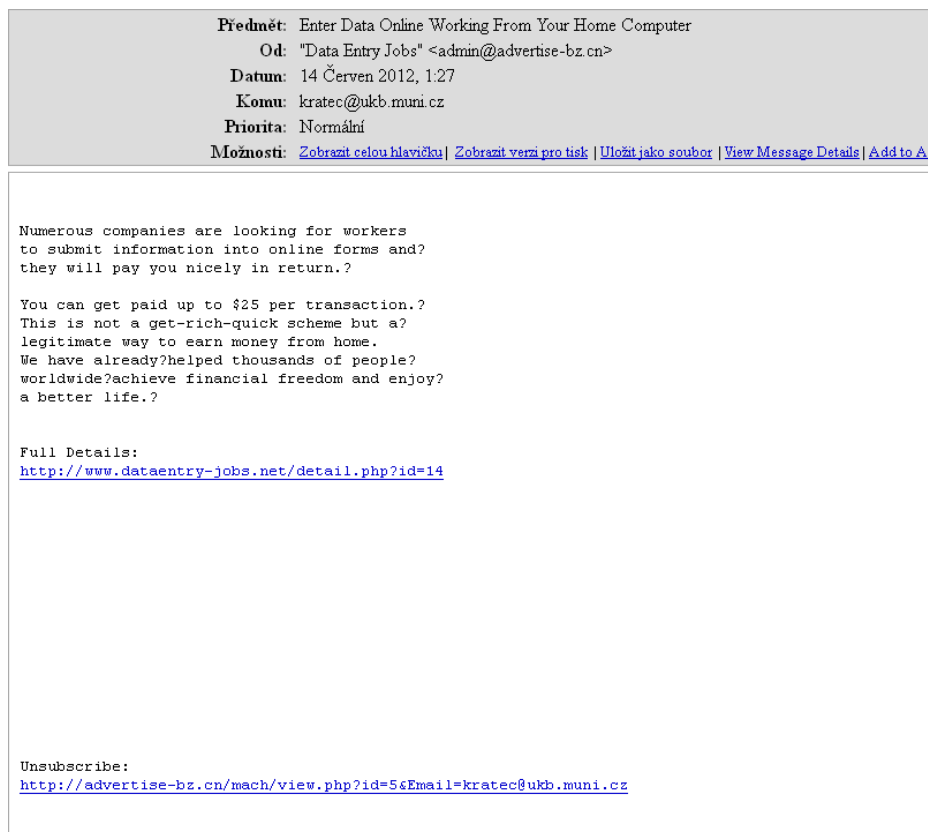 Předmět: Enter Data Online Working From Your Home Computer
Od: "Data Entry Jobs" <admin@advertise-bz.cn>
Datum: 14 Červen 2012, 1:27
Komu: kratec@ukb.muni.cz
Priorita: Normální
Možnosti: Zobrazit celou hlavičku | Zobrazit verzi pro tisk | Uložit jako soubor | View Message Details | Add to A
Numerous companies are looking for workers
to submit information into online forms and?
they will pay you nicely in return.?
You can get paid up to $25 per transaction.?
This is not a get-rich-quick scheme but a?
legitimate way to earn money from home.
We have already?helped thousands of people?
worldwide?achieve financial freedom and enjoy?
a better life.?
Full Details:
http://www.dataentry-jobs.net/detail.php?id=14
Unsubscribe:
http://advertise-bz.cn/mach/view.php?id=5&Email=kratec@ukb.muni.cz